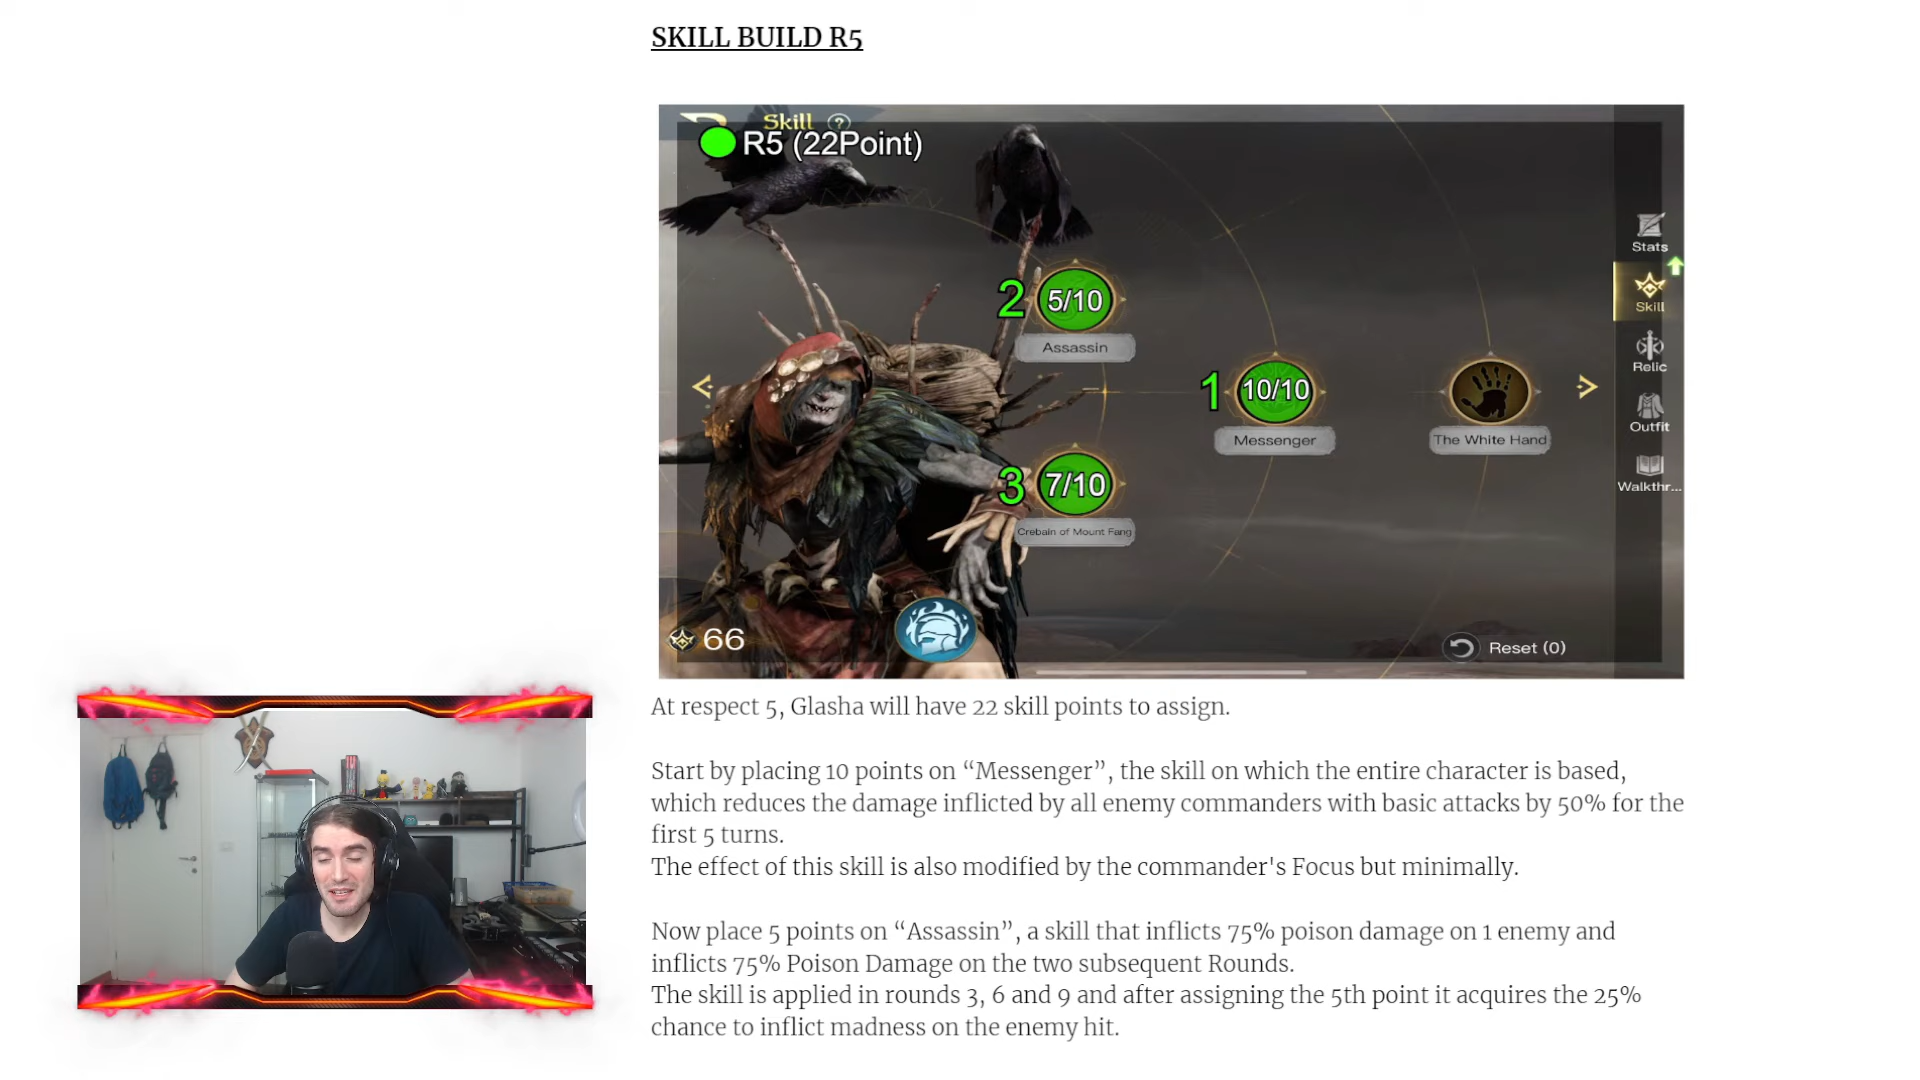 SKILL BUILD R5
Skill ?
R5 (22Point)
Stats
2 5/10
Assassin
Skill
Relic
1 10/10
Messenger
The White Hand
Outfit
3 7/10
Crebain of Mount Fang
Walkthr...
66
Reset (0)
At respect 5, Glasha will have 22 skill points to assign.
Start by placing 10 points on “Messenger”, the skill on which the entire character is based,
which reduces the damage inflicted by all enemy commanders with basic attacks by 50% for the
first 5 turns.
The effect of this skill is also modified by the commander's Focus but minimally.
Now place 5 points on “Assassin”, a skill that inflicts 75% poison damage on 1 enemy and
inflicts 75% Poison Damage on the two subsequent Rounds.
The skill is applied in rounds 3, 6 and 9 and after assigning the 5th point it acquires the 25%
chance to inflict madness on the enemy hit.